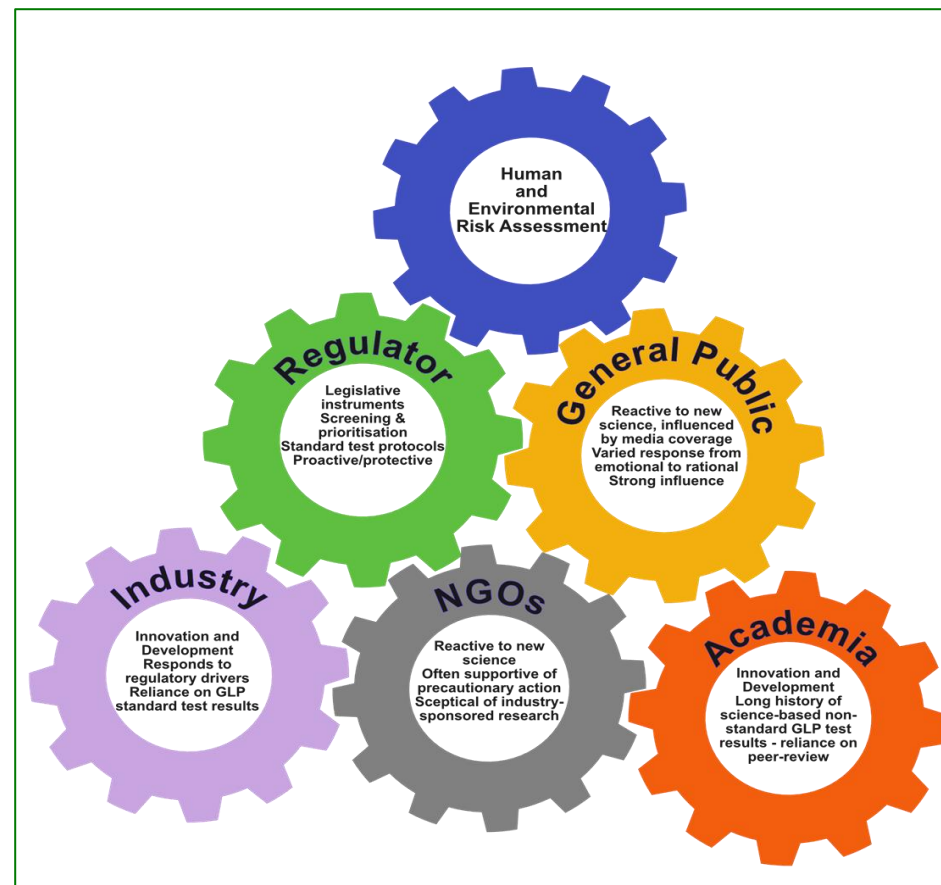 Human
and
Environmental
Risk Assessment
Regulator
Legislative
instruments
Screening &
prioritisation
Standard test protocols
Proactive/protective
General Public
Reactive to new
science, influenced
by media coverage
Varied response from
emotional to rational
Strong influence
Industry
Innovation and
Development
Responds to
regulatory drivers
Reliance on GLP
standard test results
NGOs
Reactive to new
science
Often supportive of
precautionary action
Sceptical of industry-
sponsored research
Academia
Innovation and
Development
Long history of
science-based non-
standard GLP test
results - reliance on
peer-review